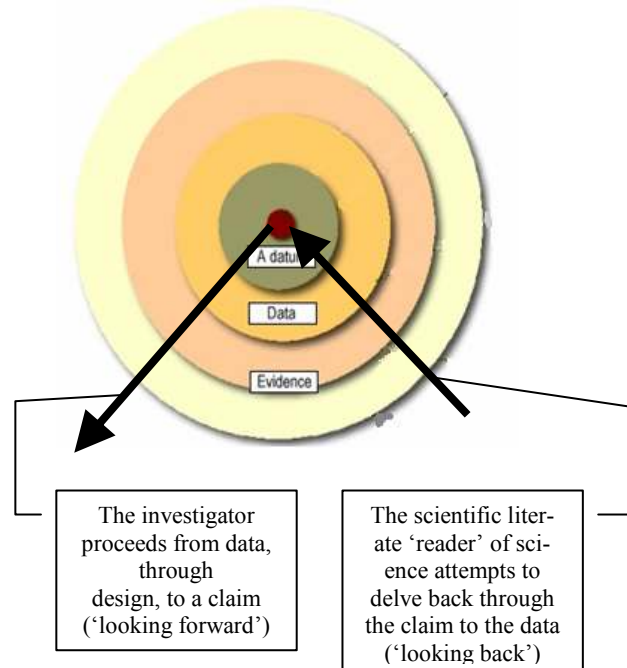 A datum
Data
Evidence
The investigator
proceeds from data,
through
design, to a claim
(‘looking forward’)
The scientific liter-
ate ‘reader’ of sci-
ence attempts to
delve back through
the claim to the data
(‘looking back’)